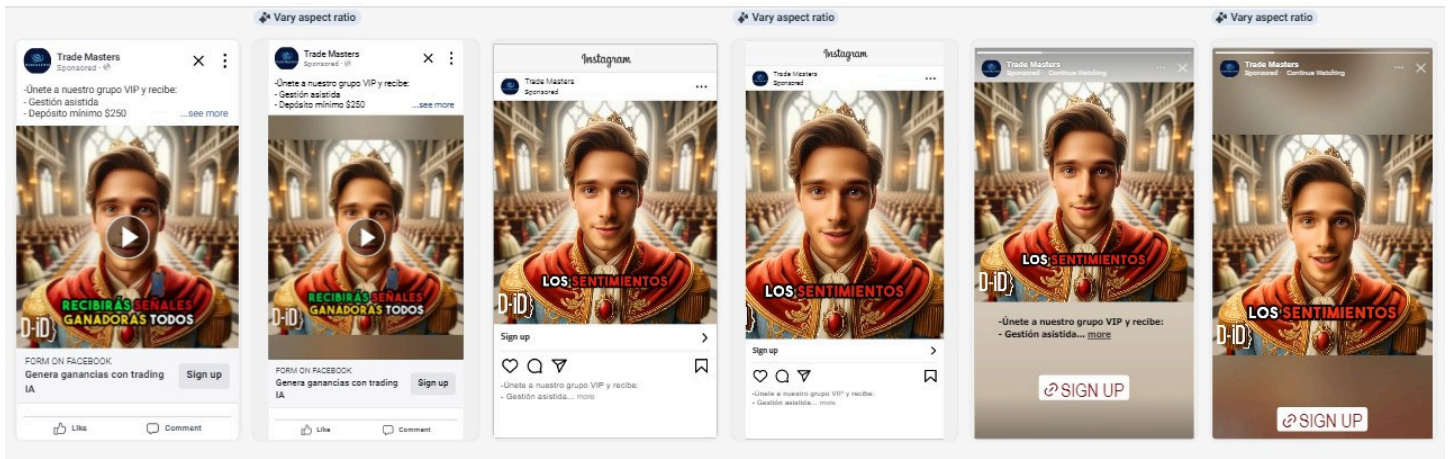 Vary aspect ratio
Vary aspect ratio
Vary aspect ratio
Trade Masters
Sponsored ·
-Únete a nuestro grupo VIP y recibe:
- Gestión asistida
- Depósito mínimo $250 ...see more
RECIBIRÁS SEÑALES
GANADORAS TODOS
D-iD}
FORM ON FACEBOOK
Genera ganancias con trading
IA
Sign up
Like
Comment
Trade Masters
Sponsored ·
-Únete a nuestro grupo VIP y recibe:
- Gestión asistida
- Depósito mínimo $250 ...see more
RECIBIRÁS SEÑALES
GANADORAS TODOS
D-iD}
FORM ON FACEBOOK
Genera ganancias con trading
IA
Sign up
Like
Comment
Instagram
Trade Masters
Sponsored
LOS SENTIMIENTOS
D-iD}
Sign up
-Únete a nuestro grupo VIP y recibe:
- Gestión asistida... more
Instagram
Trade Masters
Sponsored
LOS SENTIMIENTOS
D-iD}
Sign up
-Únete a nuestro grupo VIP y recibe:
- Gestión asistida... more
Trade Masters
Sponsored · Continue Watching
LOS SENTIMIENTOS
D-iD}
-Únete a nuestro grupo VIP y recibe:
- Gestión asistida... more
SIGN UP
Trade Masters
Sponsored · Continue Watching
LOS SENTIMIENTOS
D-iD}
SIGN UP